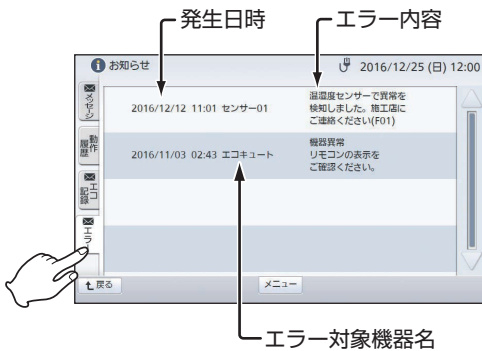 発生日時
エラー内容
お知らせ
2016/12/25 (日) 12:00
メッセージ
動作
履歴
エコ
記録
エラー
2016/12/12 11:01 センサー01
温湿度センサーで異常を
検知しました。施工店に
ご連絡ください(F01)
2016/11/03 02:43 エコキュート
機器異常
リモコンの表示を
ご確認ください。
戻る
メニュー
エラー対象機器名